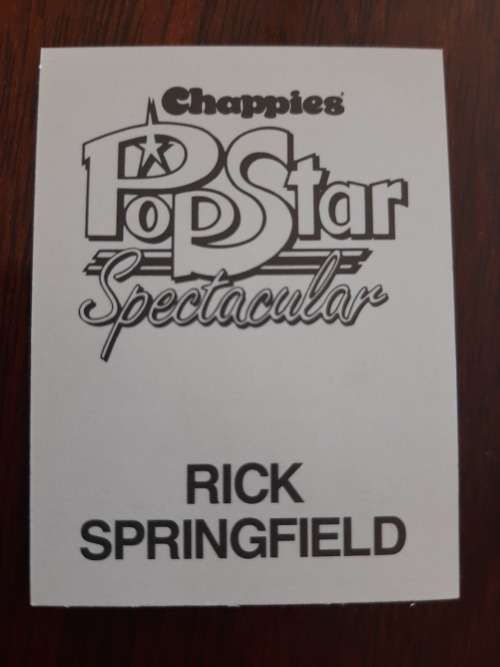 Chappies
PopStar
Spectacular
RICK
SPRINGFIELD